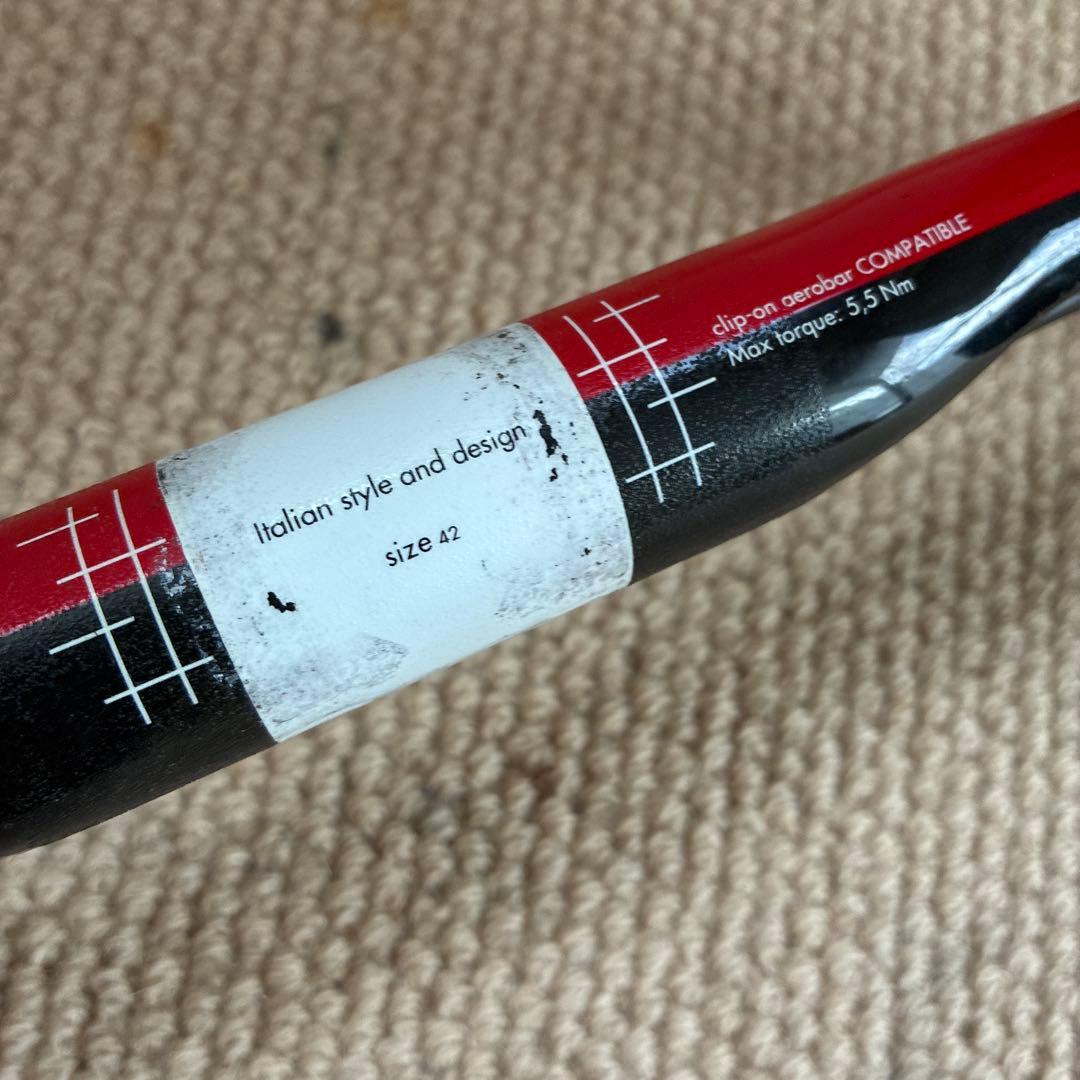 Italian style and design
size 42
clip-on aerobar COMPATIBLE
Max torque: 5,5 Nm